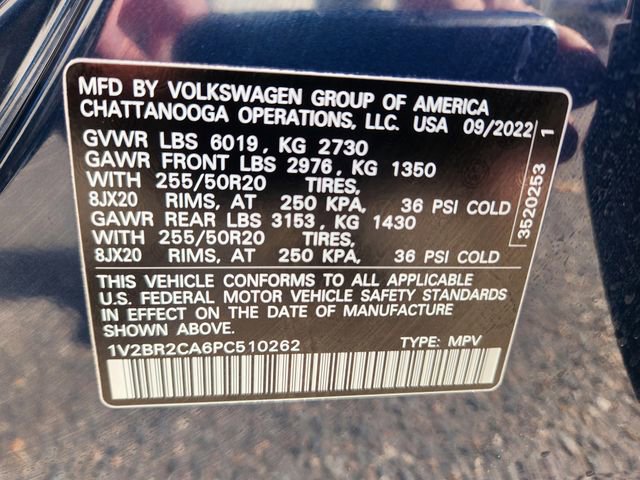 MFD BY VOLKSWAGEN GROUP OF AMERICA
CHATTANOOGA OPERATIONS, LLC. USA 09/2022
GVWR LBS 6019, KG 2730
GAWR FRONT LBS 2976, KG 1350
WITH 255/50R20 TIRES,
8JX20 RIMS, AT 250 KPA, 36 PSI COLD
GAWR REAR LBS 3153, KG 1430
WITH 255/50R20 TIRES,
8JX20 RIMS, AT 250 KPA, 36 PSI COLD
THIS VEHICLE CONFORMS TO ALL APPLICABLE
U.S. FEDERAL MOTOR VEHICLE SAFETY STANDARDS
IN EFFECT ON THE DATE OF MANUFACTURE
SHOWN ABOVE.
1V2BR2CA6PC510262 TYPE: MPV
3520253 1